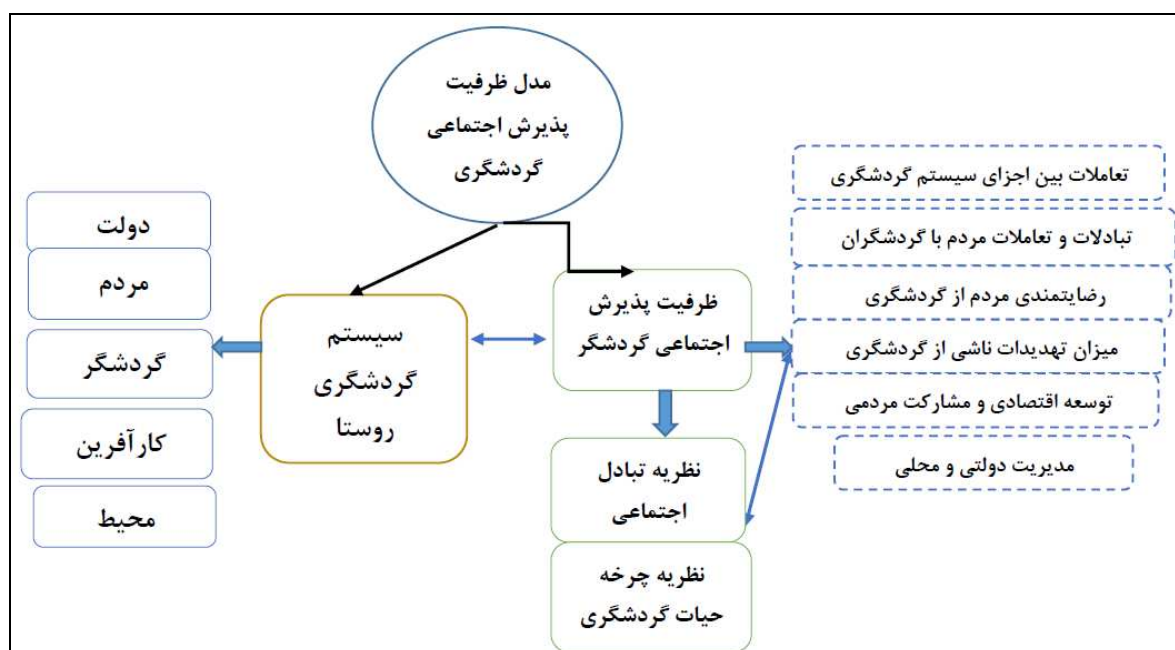 مدل ظرفیت
پذیرش اجتماعی
گردشگری
تعاملات بین اجزای سیستم گردشگری
تبادلات و تعاملات مردم با گردشگران
رضایتمندی مردم از گردشگری
میزان تهدیدات ناشی از گردشگری
توسعه اقتصادی و مشارکت مردمی
مدیریت دولتی و محلی
ظرفیت پذیرش
اجتماعی گردشگر
نظریه تبادل
اجتماعی
نظریه چرخه
حیات گردشگری
سیستم
گردشگری
روستا
دولت
مردم
گردشگر
کارآفرین
محیط